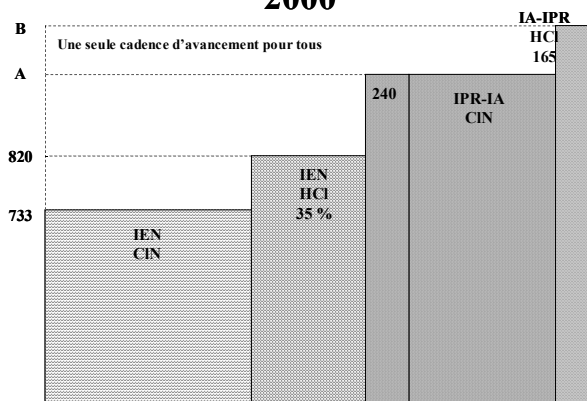 2000
IA-IPR
HCl
165
B
Une seule cadence d’avancement pour tous
A
240
IPR-IA
ClN
820
IEN
HCl
35 %
733
IEN
ClN